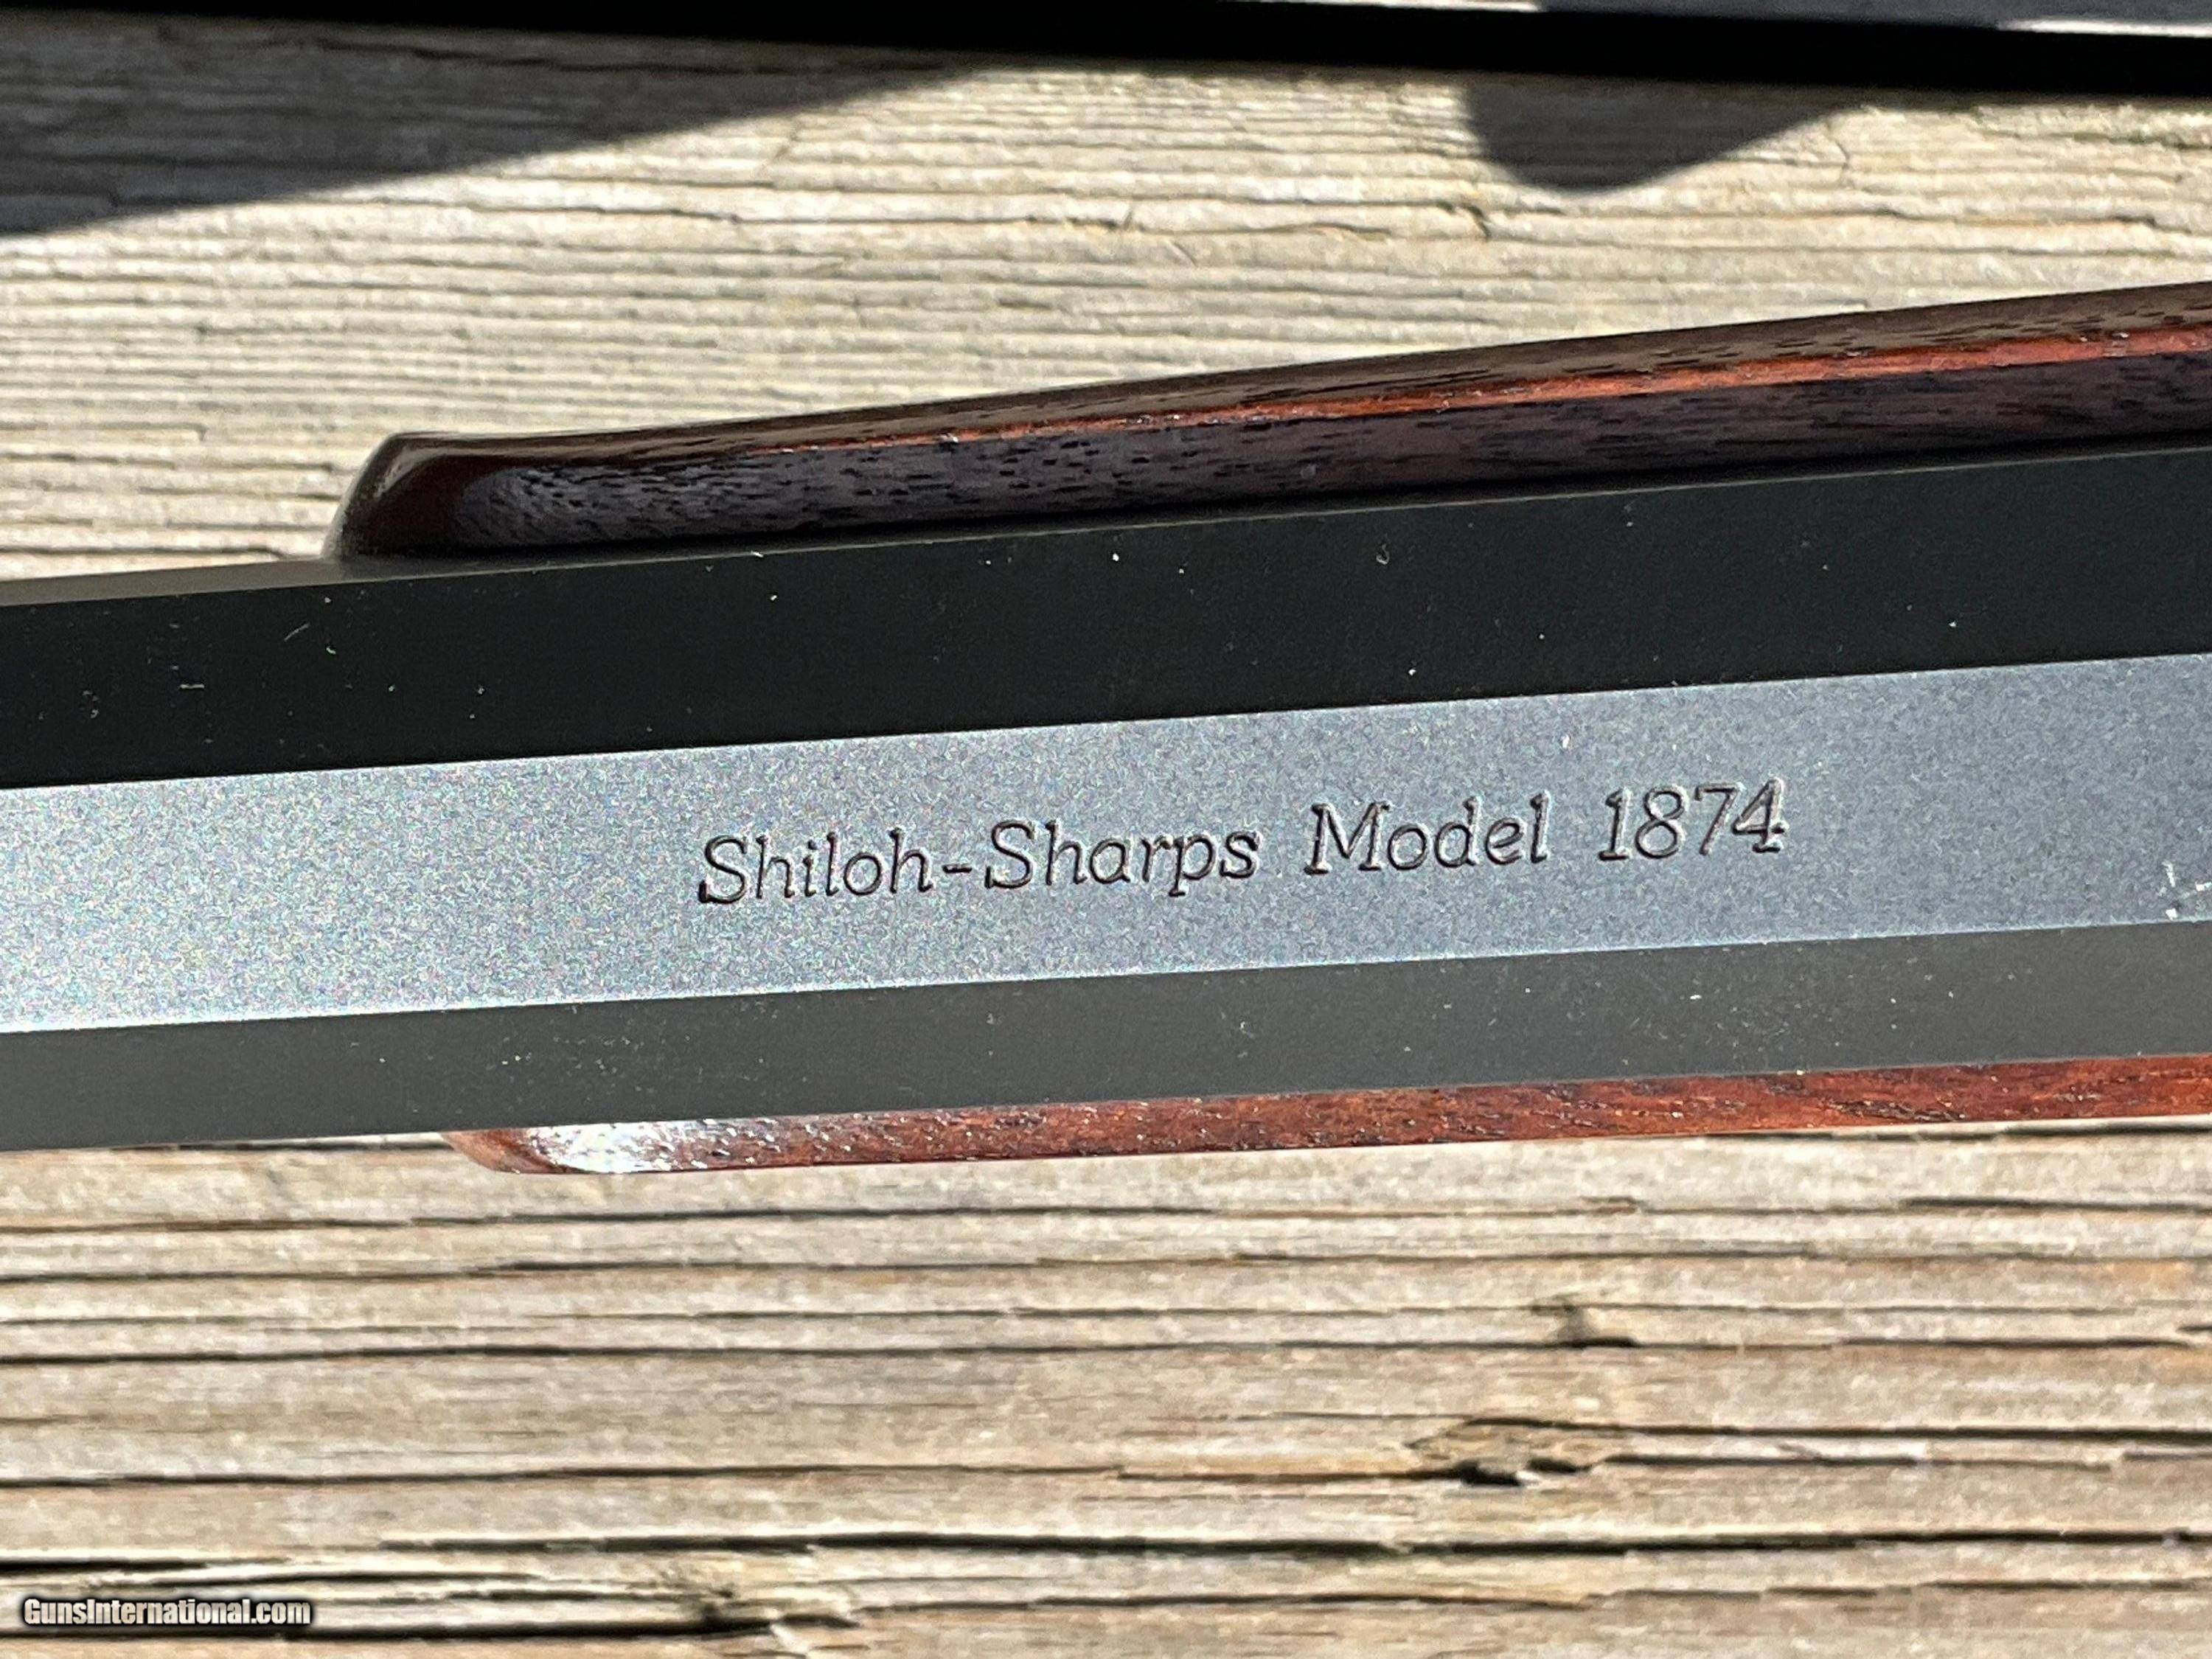 Shiloh-Sharps Model 1874
GunsInternational.com